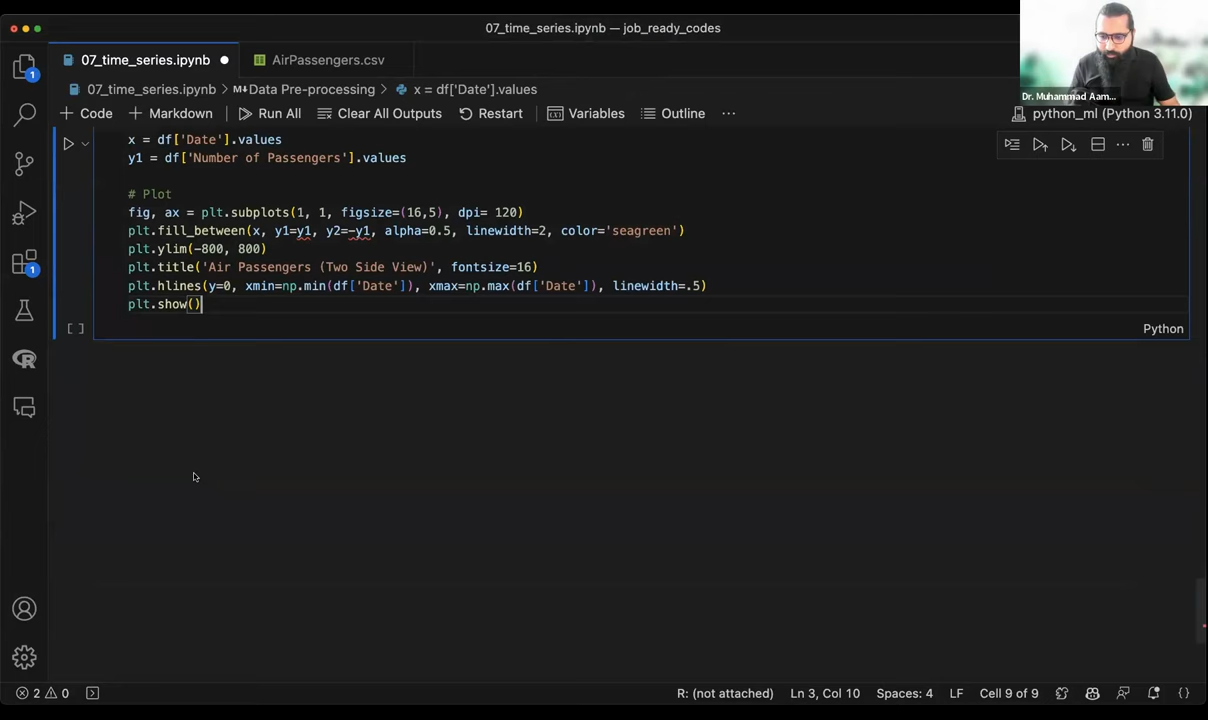 07_time_series.ipynb — job_ready_codes
07_time_series.ipynb
AirPassengers.csv
07_time_series.ipynb > M↓Data Pre-processing > x = df['Date'].values
Code
Markdown
Run All
Clear All Outputs
Restart
Variables
Outline
python_ml (Python 3.11.0)
Dr. Muhammad Aam...
1
1
x = df['Date'].values
y1 = df['Number of Passengers'].values
# Plot
fig, ax = plt.subplots(1, 1, figsize=(16,5), dpi= 120)
plt.fill_between(x, y1=y1, y2=-y1, alpha=0.5, linewidth=2, color='seagreen')
plt.ylim(-800, 800)
plt.title('Air Passengers (Two Side View)', fontsize=16)
plt.hlines(y=0, xmin=np.min(df['Date']), xmax=np.max(df['Date']), linewidth=.5)
plt.show()
[ ]
Python
2 0
R: (not attached)
Ln 3, Col 10
Spaces: 4
LF
Cell 9 of 9